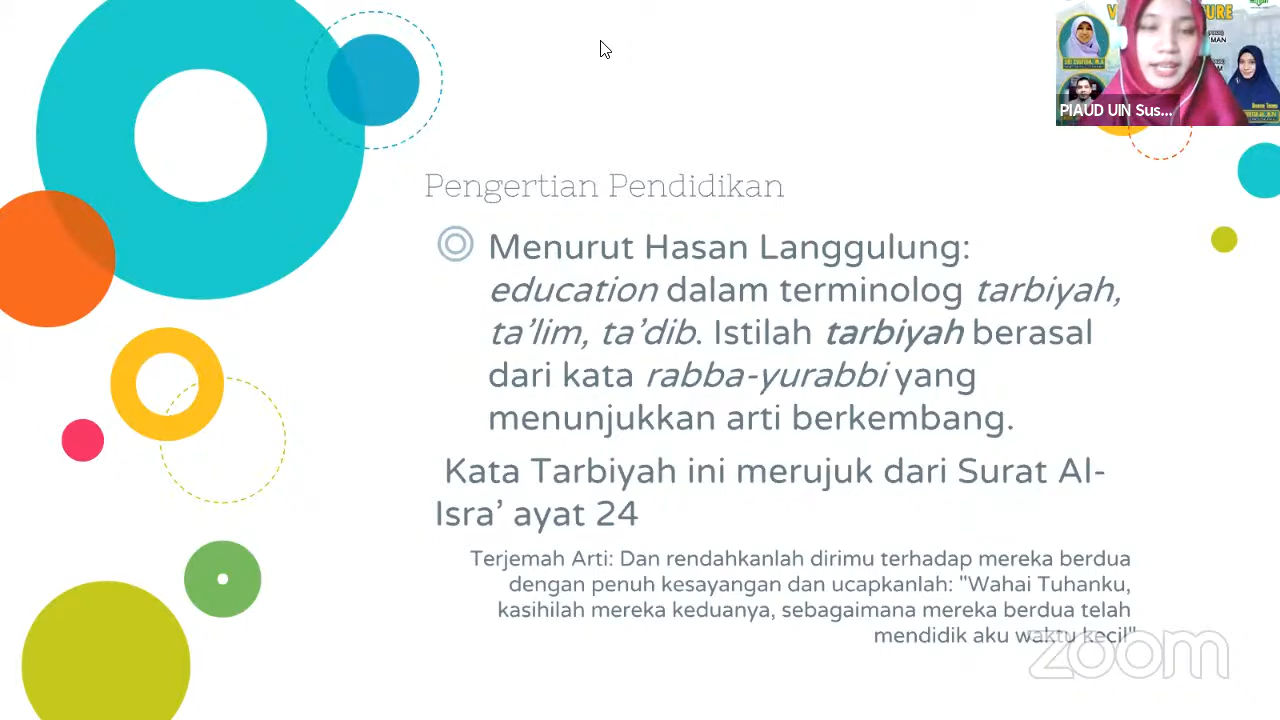 URE
MAN
M
PIAUD UIN Sus...
Pengertian Pendidikan
Menurut Hasan Langgulung:
education dalam terminolog tarbiyah,
ta’lim, ta’dib. Istilah tarbiyah berasal
dari kata rabba-yurabbi yang
menunjukkan arti berkembang.
Kata Tarbiyah ini merujuk dari Surat Al-
Isra’ ayat 24
Terjemah Arti: Dan rendahkanlah dirimu terhadap mereka berdua
dengan penuh kesayangan dan ucapkanlah: "Wahai Tuhanku,
kasihilah mereka keduanya, sebagaimana mereka berdua telah
mendidik aku waktu kecil"
zoom